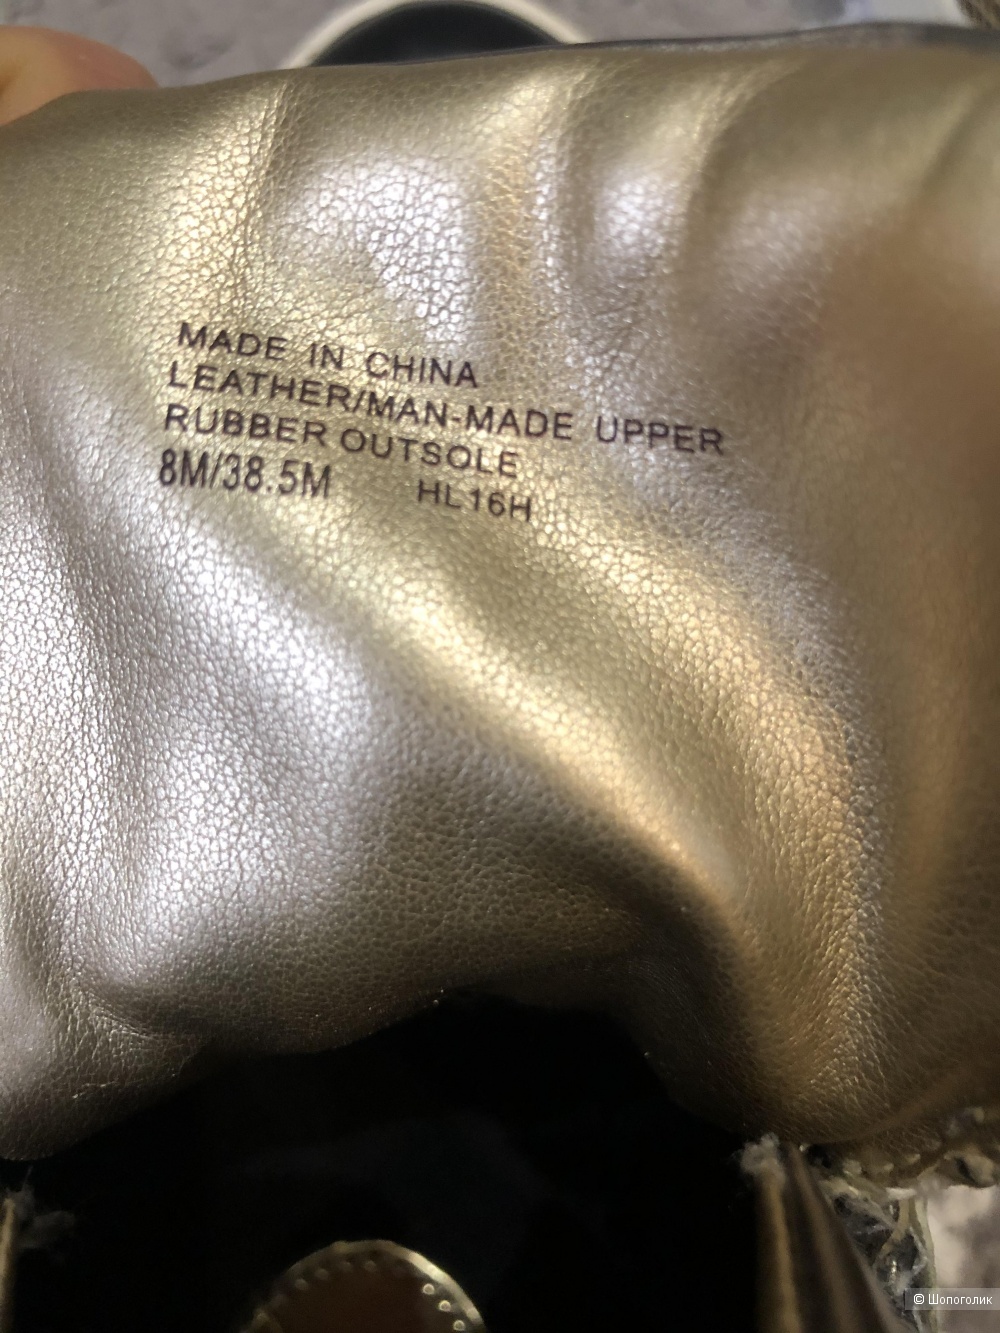 MADE IN CHINA
LEATHER/MAN-MADE UPPER
RUBBER OUTSOLE
8M/38.5M HL16H
© Шопоголик